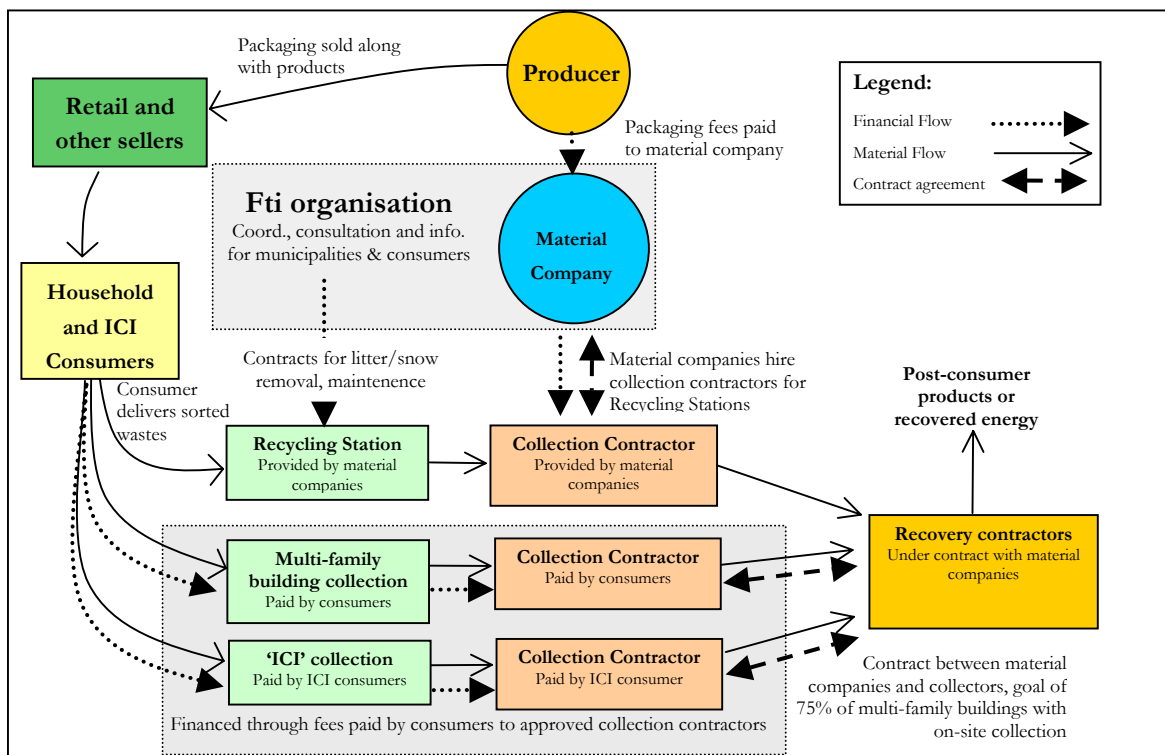 Packaging sold along
with products
Producer
Legend:
Financial Flow
Material Flow
Contract agreement
Retail and
other sellers
Packaging fees paid
to material company
Fti organisation
Coord., consultation and info.
for municipalities & consumers
Material
Company
Household
and ICI
Consumers
Contracts for litter/snow
removal, maintenence
Material companies hire
collection contractors for
Recycling Stations
Post-consumer
products or
recovered energy
Consumer
delivers sorted
wastes
Recycling Station
Provided by material
companies
Collection Contractor
Provided by material
companies
Multi-family
building collection
Paid by consumers
Collection Contractor
Paid by consumers
Recovery contractors
Under contract with material
companies
‘ICI’ collection
Paid by ICI consumers
Collection Contractor
Paid by ICI consumer
Contract between material
companies and collectors, goal of
75% of multi-family buildings with
on-site collection
Financed through fees paid by consumers to approved collection contractors